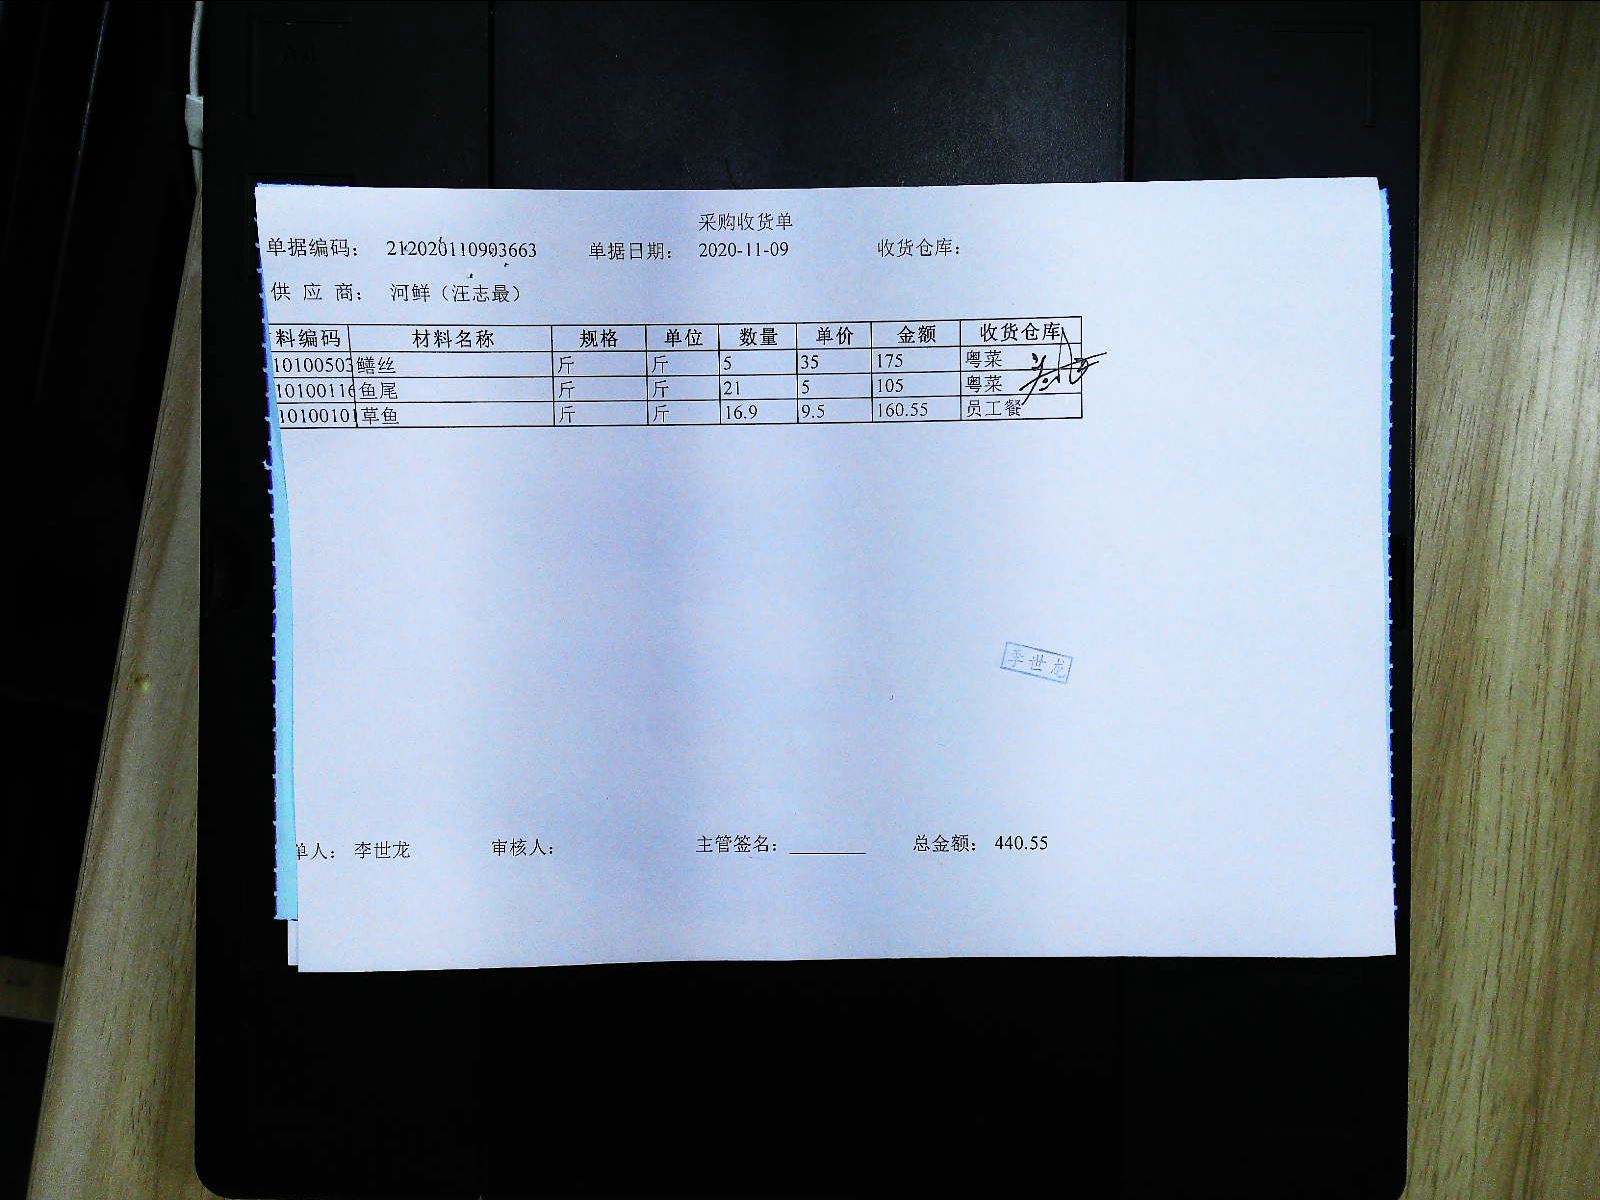 采购收货单
单据编码： 212020110903663 单据日期： 2020-11-09 收货仓库：
供 应 商： 河鲜（汪志最）
料编码 材料名称 规格 单位 数量 单价 金额 收货仓库
10100503 鳝丝 斤 斤 5 35 175 粤菜
10100116 鱼尾 斤 斤 21 5 105 粤菜
10100101 草鱼 斤 斤 16.9 9.5 160.55 员工餐
李世龙
单人： 李世龙 审核人： 主管签名： 总金额： 440.55